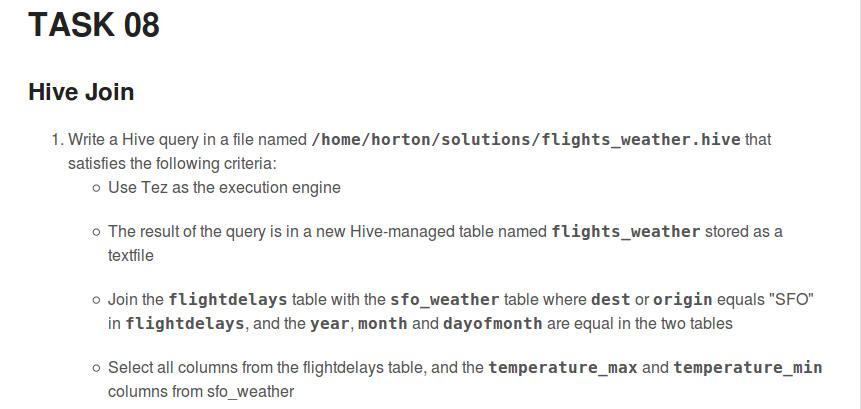 TASK 08
Hive Join
1. Write a Hive query in a file named /home/horton/solutions/flights_weather.hive that
satisfies the following criteria:
○ Use Tez as the execution engine
○ The result of the query is in a new Hive-managed table named flights_weather stored as a
textfile
○ Join the flightdelays table with the sfo_weather table where dest or origin equals "SFO"
in flightdelays, and the year, month and dayofmonth are equal in the two tables
○ Select all columns from the flightdelays table, and the temperature_max and temperature_min
columns from sfo_weather